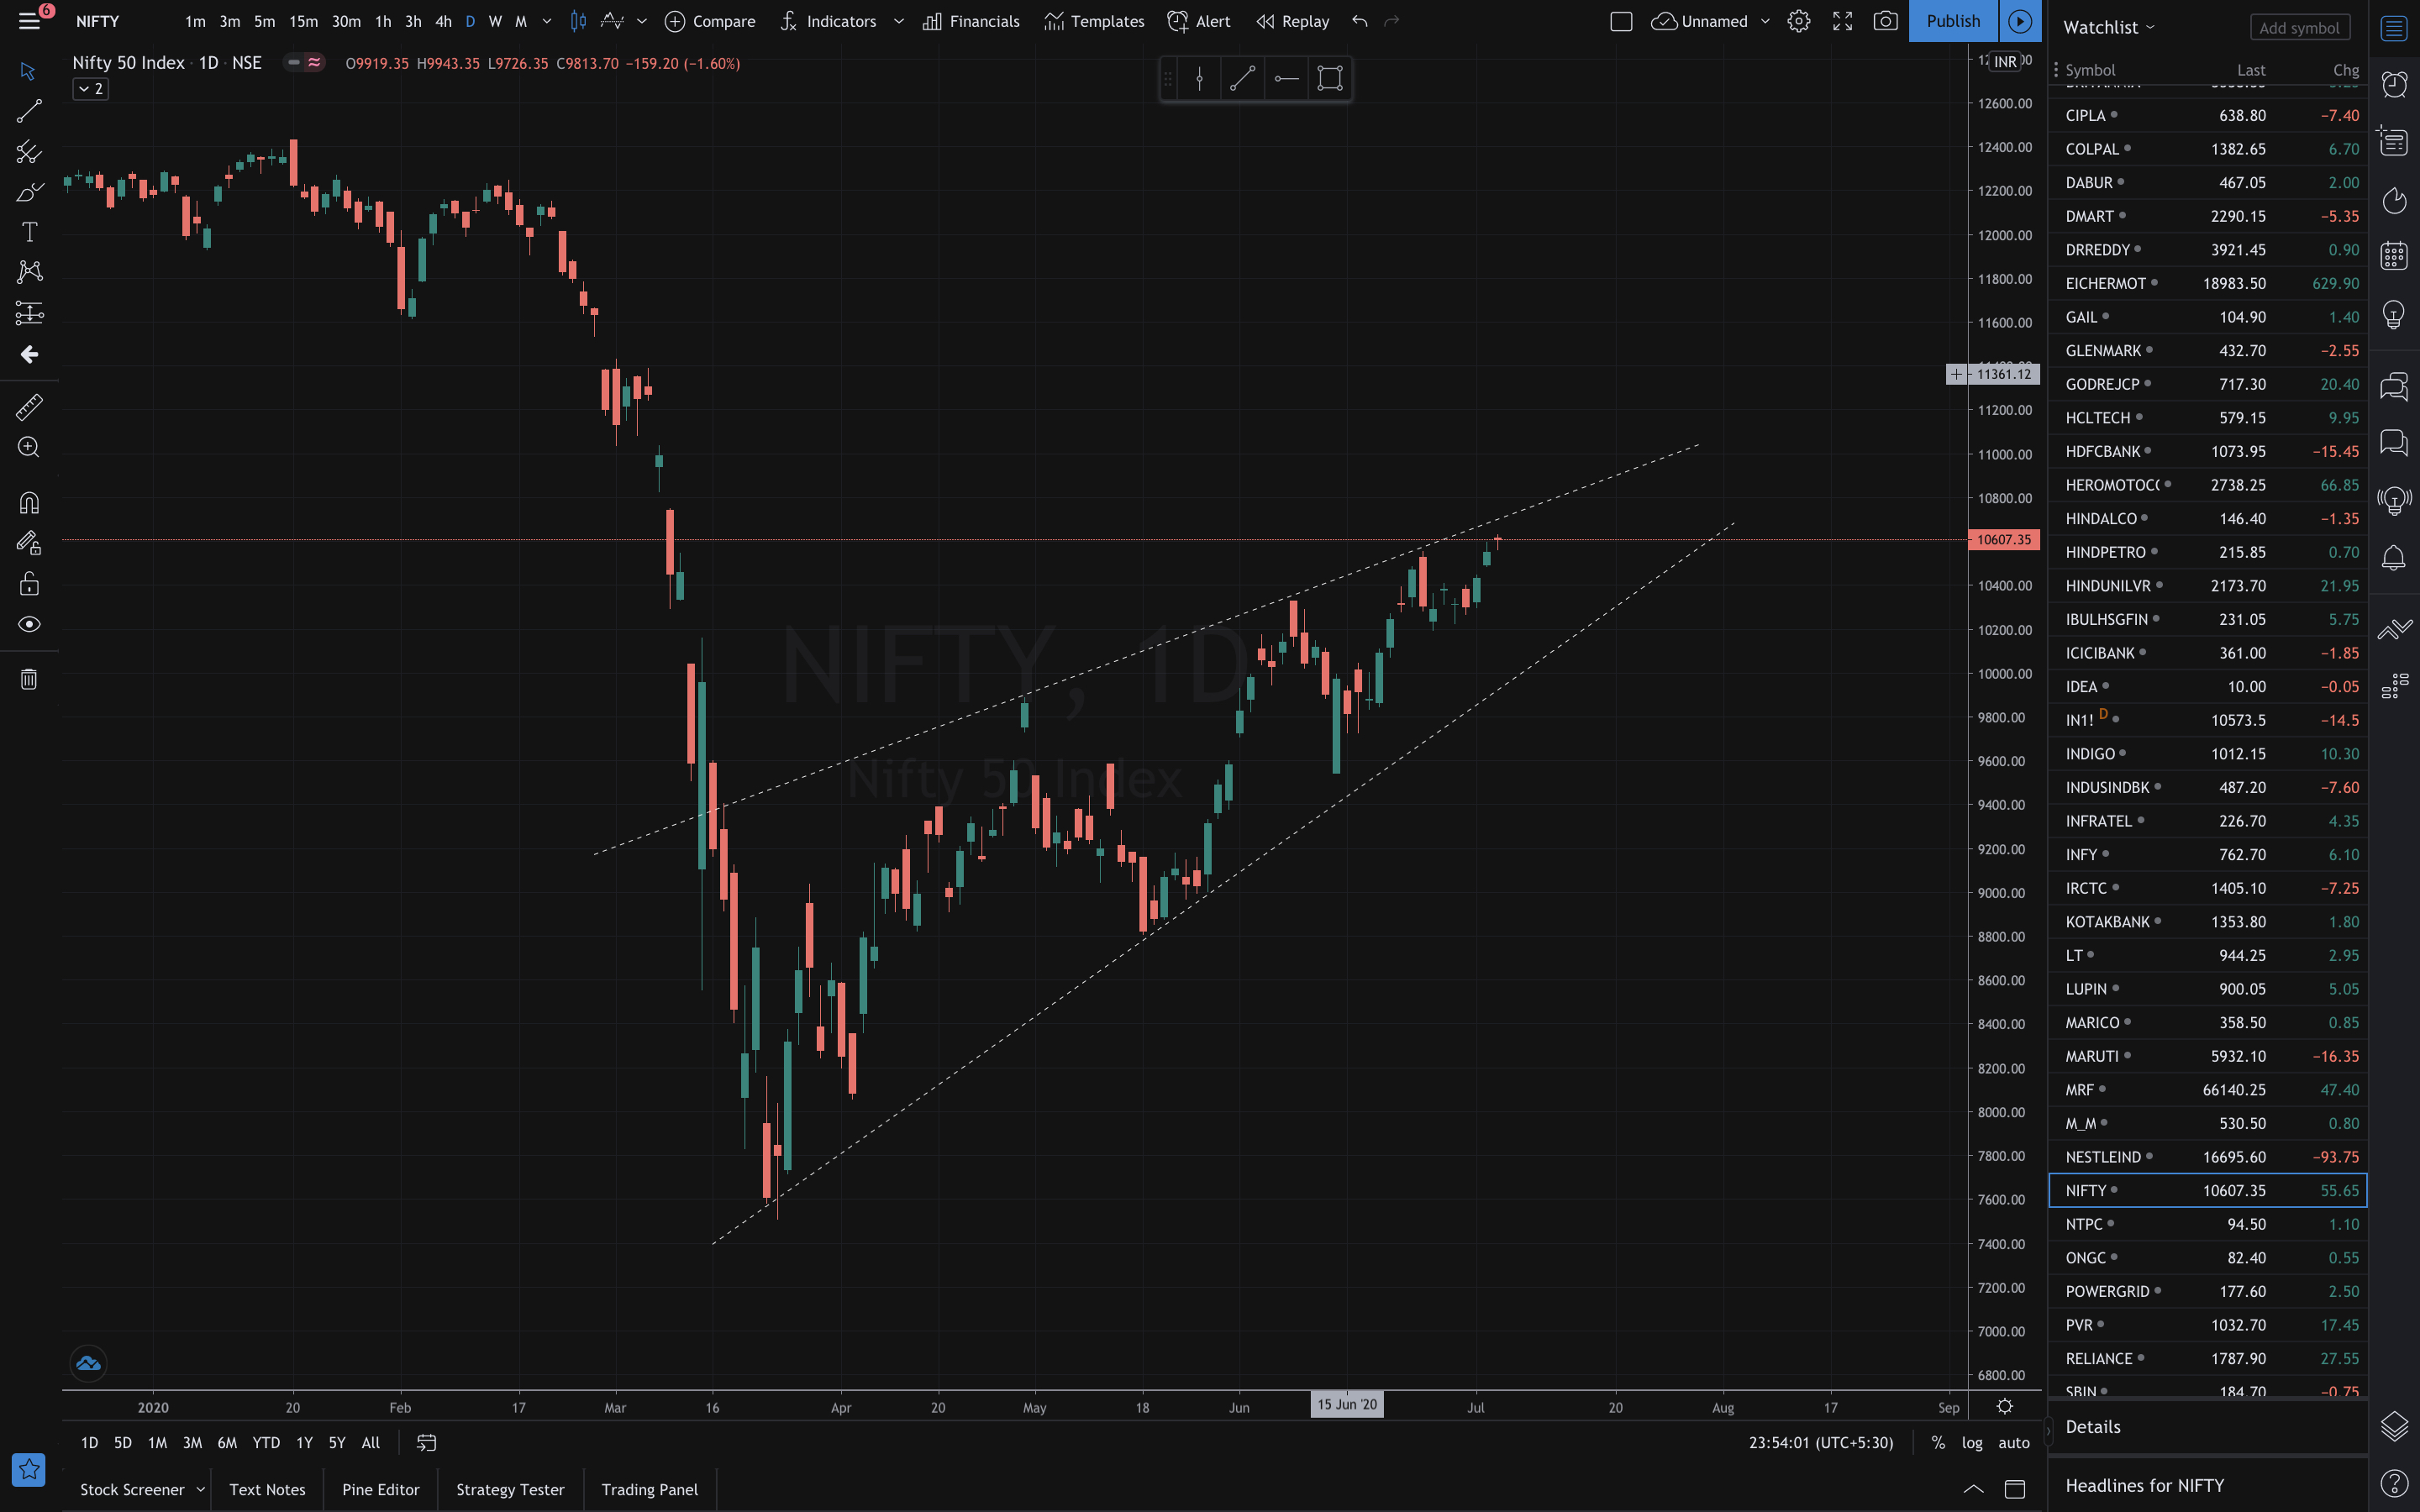 6
NIFTY 1m 3m 5m 15m 30m 1h 3h 4h D W M Compare Indicators Financials Templates Alert Replay Unnamed Publish
Nifty 50 Index · 1D · NSE O9919.35 H9943.35 L9726.35 C9813.70 −159.20 (−1.60%)
2
INR
12600.00
12400.00
12200.00
12000.00
11800.00
11600.00
11361.12
11200.00
11000.00
10800.00
10607.35
10400.00
10200.00
10000.00
9800.00
9600.00
9400.00
9200.00
9000.00
8800.00
8600.00
8400.00
8200.00
8000.00
7800.00
7600.00
7400.00
7200.00
7000.00
6800.00
NIFTY, 1D
Nifty 50 Index
2020 20 Feb 17 Mar 16 Apr 20 May 18 Jun 15 Jun '20 Jul 20 Aug 17 Sep
1D 5D 1M 3M 6M YTD 1Y 5Y All 23:54:01 (UTC+5:30) % log auto
Stock Screener Text Notes Pine Editor Strategy Tester Trading Panel
Watchlist Add symbol
Symbol Last Chg
CIPLA 638.80 −7.40
COLPAL 1382.65 6.70
DABUR 467.05 2.00
DMART 2290.15 −5.35
DRREDDY 3921.45 0.90
EICHERMOT 18983.50 629.90
GAIL 104.90 1.40
GLENMARK 432.70 −2.55
GODREJCP 717.30 20.40
HCLTECH 579.15 9.95
HDFCBANK 1073.95 −15.45
HEROMOTOC 2738.25 66.85
HINDALCO 146.40 −1.35
HINDPETRO 215.85 0.70
HINDUNILVR 2173.70 21.95
IBULHSGFIN 231.05 5.75
ICICIBANK 361.00 −1.85
IDEA 10.00 −0.05
IN1! D 10573.5 −14.5
INDIGO 1012.15 10.30
INDUSINDBK 487.20 −7.60
INFRATEL 226.70 4.35
INFY 762.70 6.10
IRCTC 1405.10 −7.25
KOTAKBANK 1353.80 1.80
LT 944.25 2.95
LUPIN 900.05 5.05
MARICO 358.50 0.85
MARUTI 5932.10 −16.35
MRF 66140.25 47.40
M_M 530.50 0.80
NESTLEIND 16695.60 −93.75
NIFTY 10607.35 55.65
NTPC 94.50 1.10
ONGC 82.40 0.55
POWERGRID 177.60 2.50
PVR 1032.70 17.45
RELIANCE 1787.90 27.55
SBIN 184.70 −0.75
Details
Headlines for NIFTY